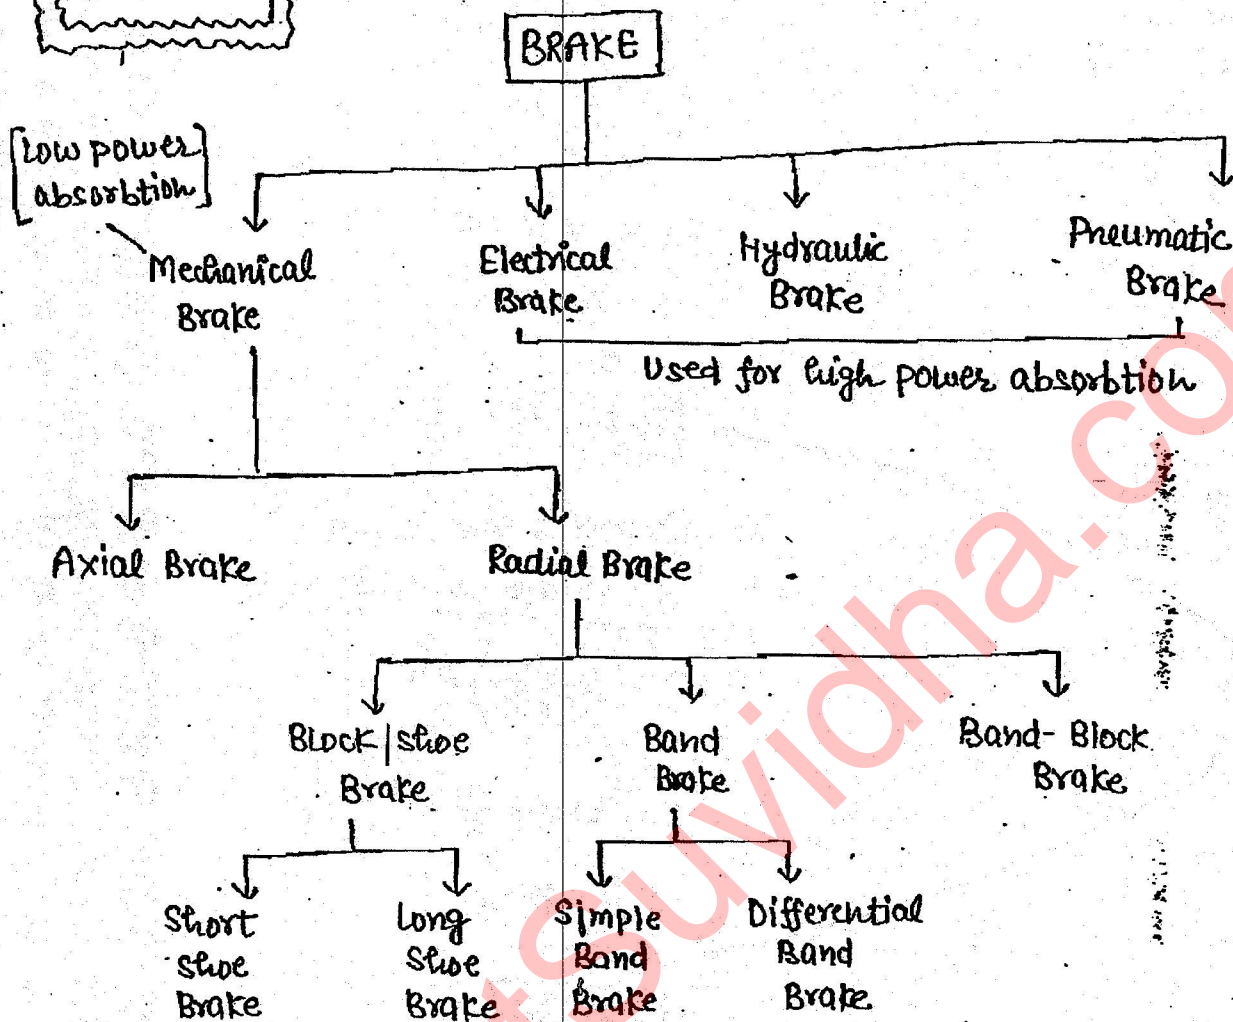 BRAKE
[Low power
absorbtion]
Mechanical
Brake
Electrical
Brake
Hydraulic
Brake
Pneumatic
Brake
Used for high power absorbtion
Axial Brake
Radial Brake
Block/shoe
Brake
Band
Brake
Band-Block
Brake
Short
shoe
Brake
Long
Shoe
Brake
Simple
Band
Brake
Differential
Band
Brake
tsuvidha.co